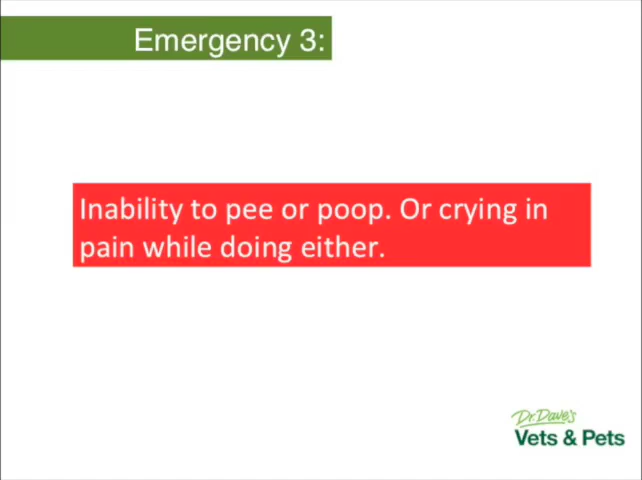 Emergency 3:
Inability to pee or poop. Or crying in
pain while doing either.
Dr. Dave's
Vets & Pets